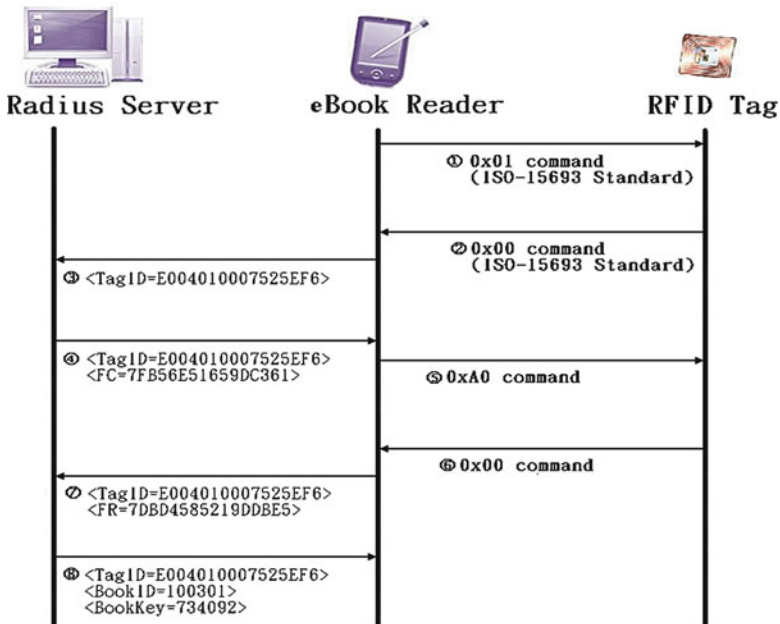 Radius Server
eBook Reader
RFID Tag
① 0x01 command
(ISO-15693 Standard)
② 0x00 command
(ISO-15693 Standard)
③ <TagID=E004010007525EF6>
④ <TagID=E004010007525EF6>
<FC=7FB56E51659DC361>
⑤ 0xA0 command
⑥ 0x00 command
⑦ <TagID=E004010007525EF6>
<FR=7DBD4585219DDBE5>
⑧ <TagID=E004010007525EF6>
<BookID=100301>
<BookKey=734092>